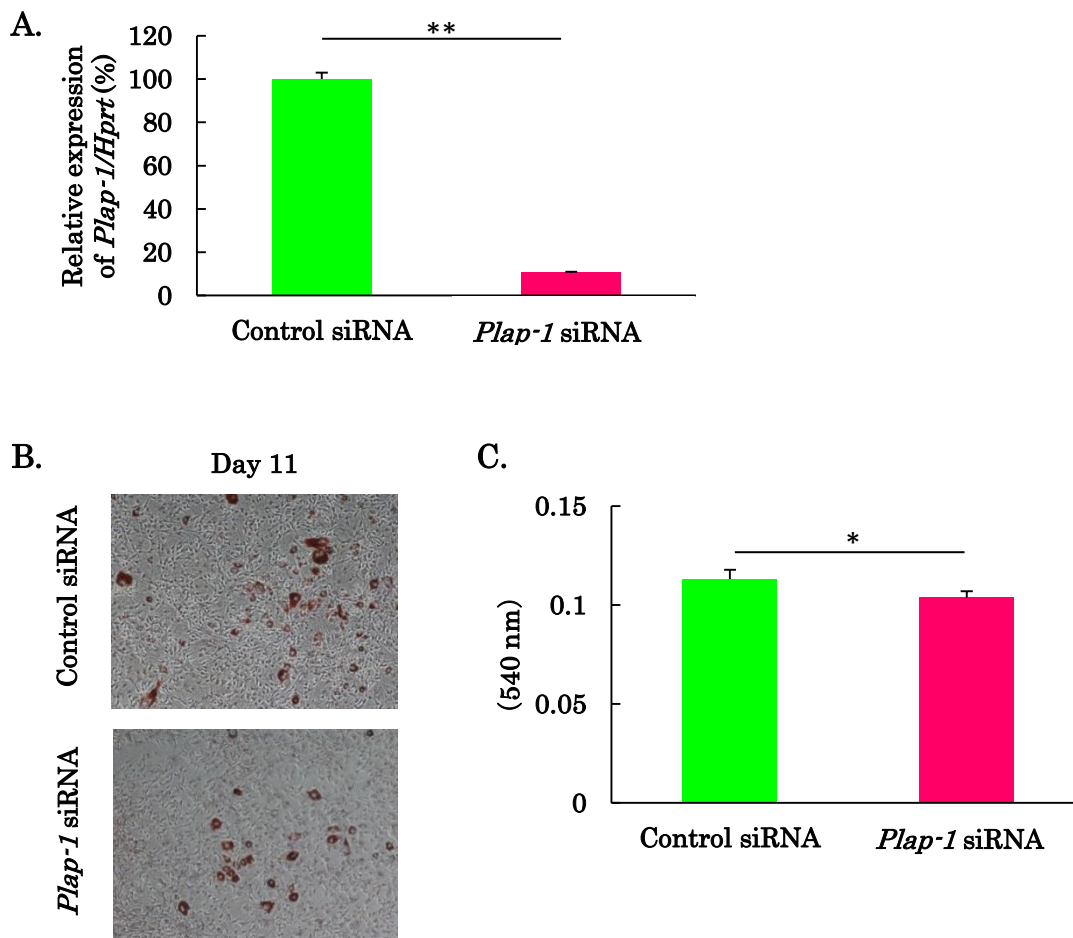 A.
**
Relative expression
of Plap-1/Hprt (%)
120
100
80
60
40
20
0
Control siRNA
Plap-1 siRNA
B.
Day 11
Control siRNA
Plap-1 siRNA
C.
(540 nm)
0.15
0.1
0.05
0
*
Control siRNA
Plap-1 siRNA